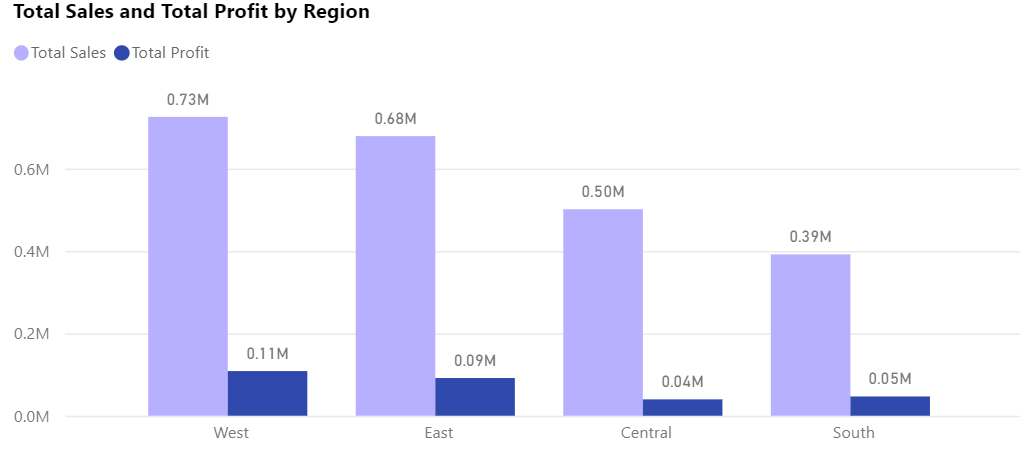 Total Sales and Total Profit by Region
Total Sales Total Profit
0.73M
0.68M
0.6M
0.50M
0.4M
0.39M
0.2M
0.11M
0.09M
0.04M
0.05M
0.0M
West East Central South